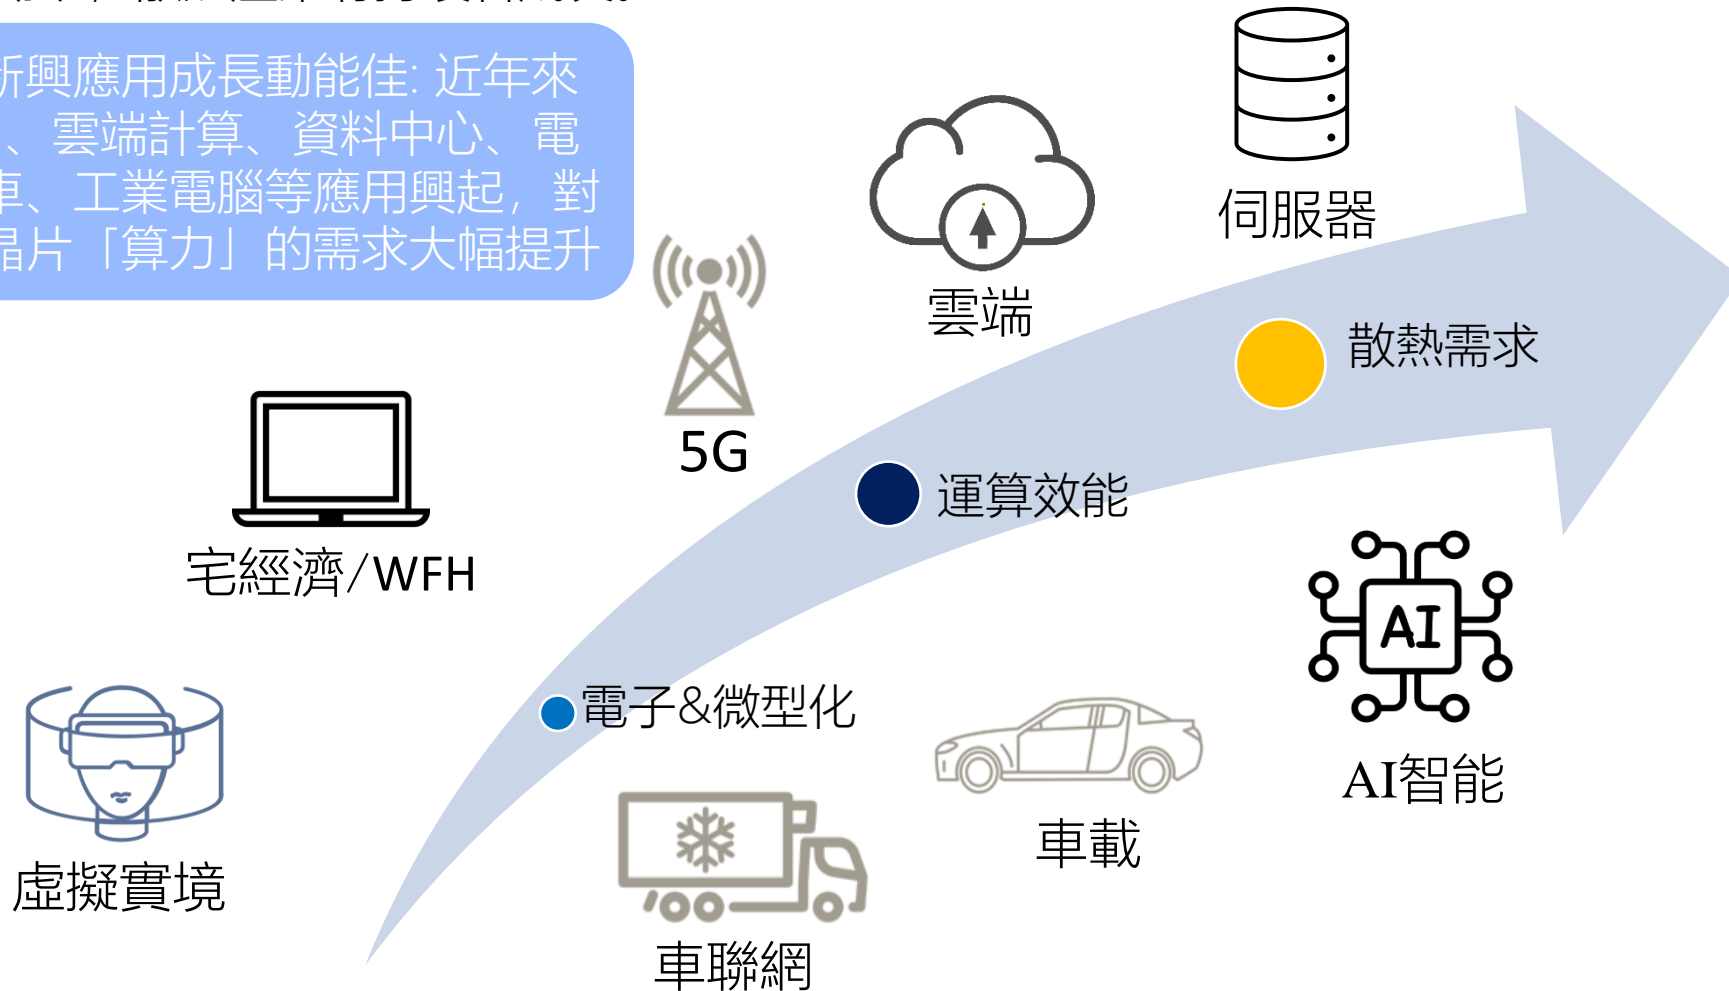 新興應用成長動能佳: 近年來
、雲端計算、資料中心、電
車、工業電腦等應用興起, 對
晶片「算力」的需求大幅提升
伺服器
雲端
散熱需求
5G
運算效能
宅經濟/WFH
電子&微型化
AI
AI智能
車載
虛擬實境
車聯網